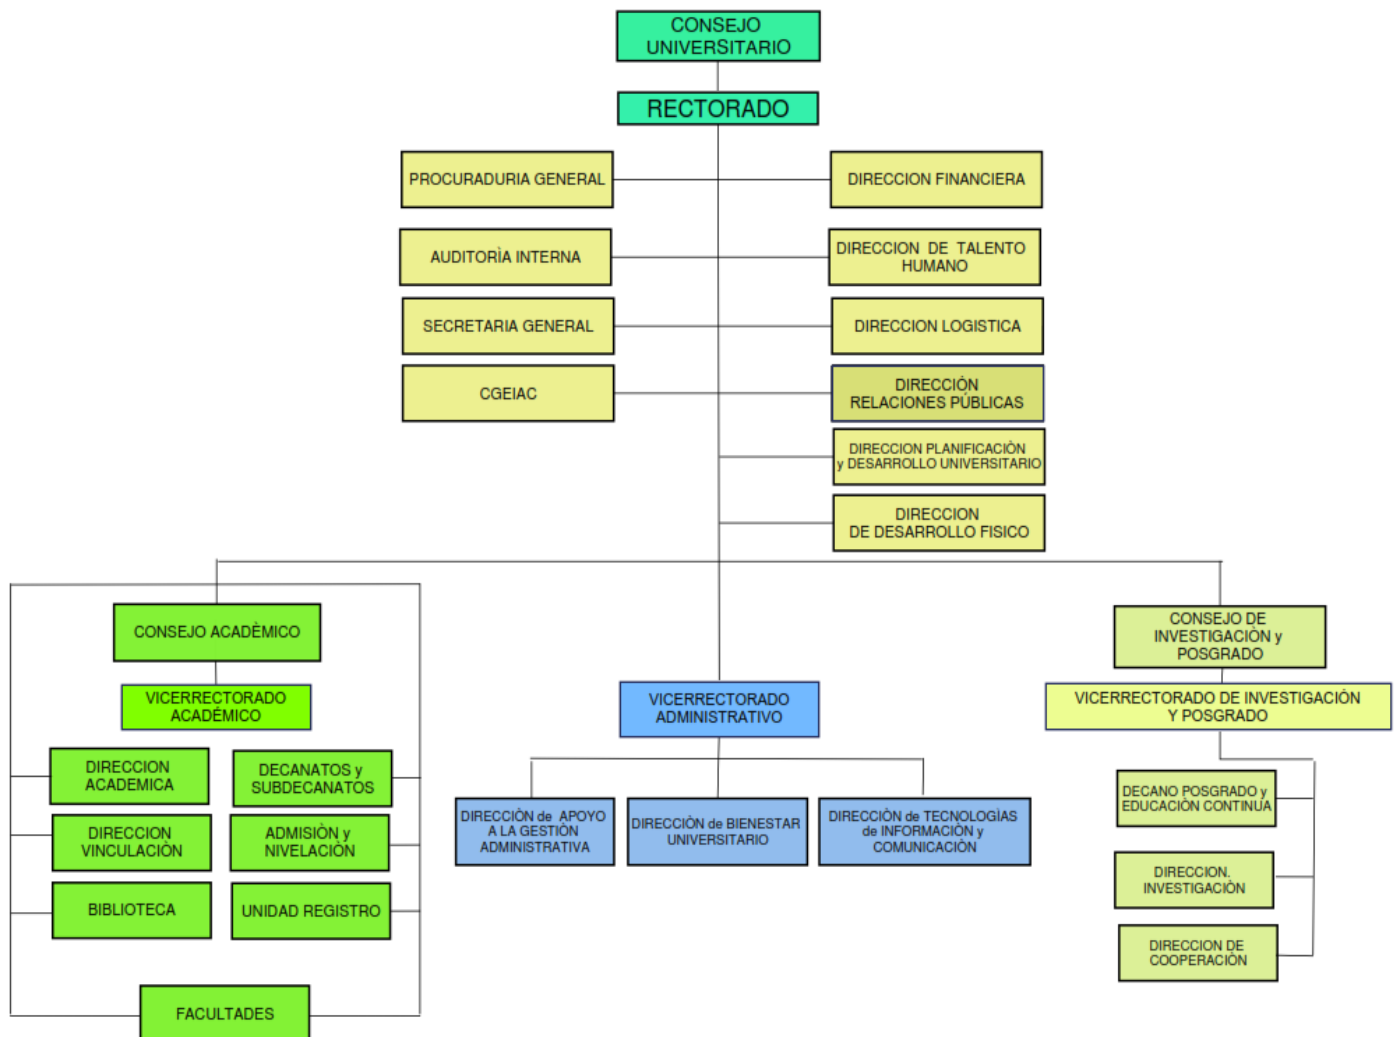 CONSEJO
UNIVERSITARIO
RECTORADO
PROCURADURIA GENERAL
DIRECCION FINANCIERA
AUDITORÌA INTERNA
DIRECCION DE TALENTO
HUMANO
SECRETARIA GENERAL
DIRECCION LOGISTICA
CGEIAC
DIRECCIÓN
RELACIONES PÚBLICAS
DIRECCION PLANIFICACIÒN
y DESARROLLO UNIVERSITARIO
DIRECCION
DE DESARROLLO FISICO
CONSEJO ACADÈMICO
VICERRECTORADO
ACADÉMICO
DIRECCION
ACADEMICA
DECANATOS y
SUBDECANATOS
DIRECCION
VINCULACIÒN
ADMISIÒN y
NIVELACIÒN
BIBLIOTECA
UNIDAD REGISTRO
FACULTADES
VICERRECTORADO
ADMINISTRATIVO
DIRECCIÒN de APOYO
A LA GESTIÒN
ADMINISTRATIVA
DIRECCIÒN de BIENESTAR
UNIVERSITARIO
DIRECCIÒN de TECNOLOGÌAS
de INFORMACIÒN y
COMUNICACIÒN
CONSEJO DE
INVESTIGACIÒN y
POSGRADO
VICERRECTORADO DE INVESTIGACIÒN
Y POSGRADO
DECANO POSGRADO y
EDUCACIÒN CONTINUA
DIRECCION.
INVESTIGACIÒN
DIRECCION DE
COOPERACIÒN